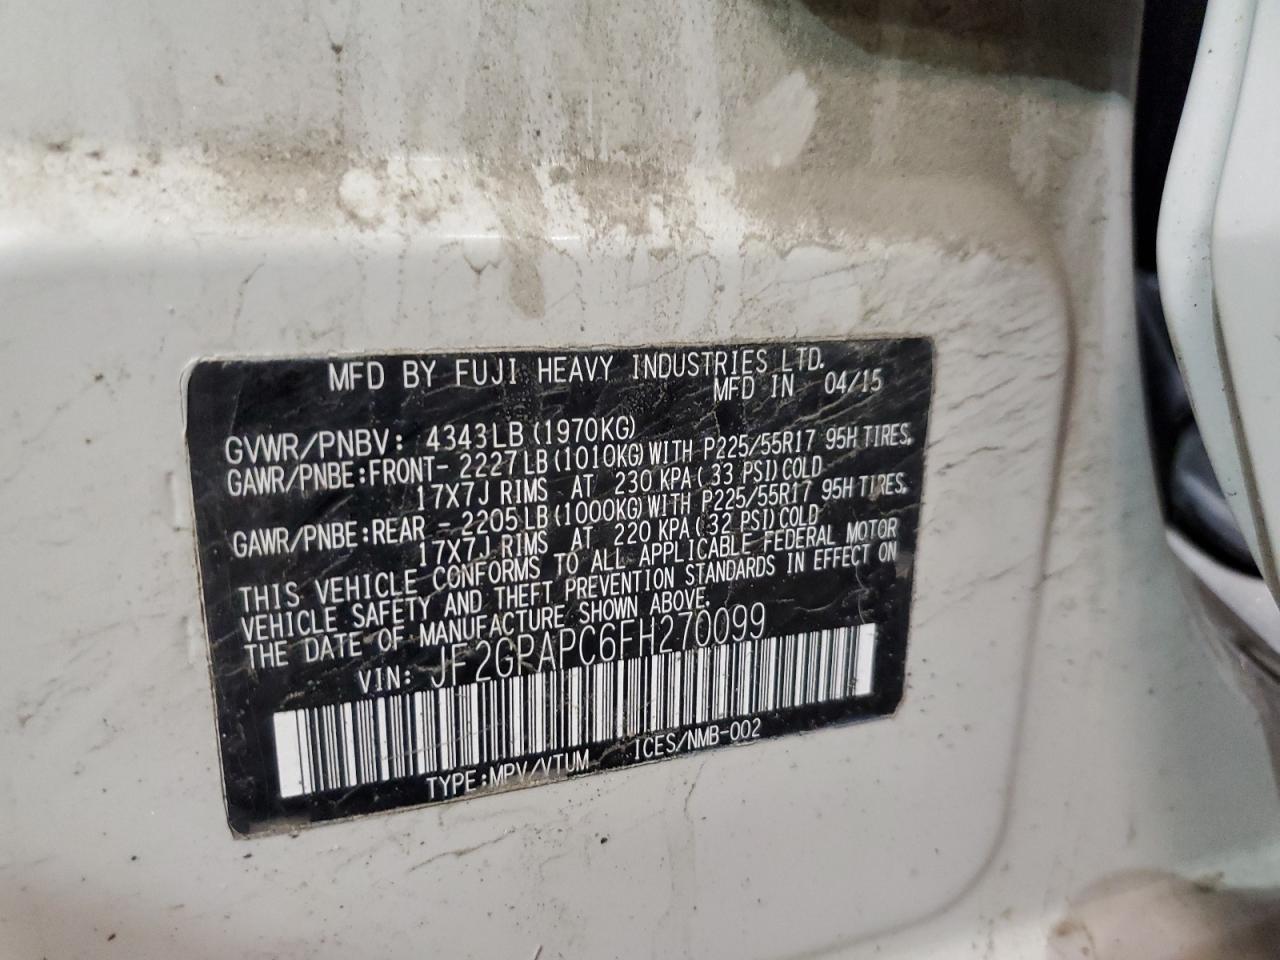 MFD BY FUJI HEAVY INDUSTRIES LTD.
MFD IN 04/15
GVWR/PNBV: 4343LB(1970KG)
GAWR/PNBE:FRONT- 2227LB(1010KG)WITH P225/55R17 95H TIRES,
17X7J RIMS AT 230 KPA( 33 PSI)COLD
GAWR/PNBE:REAR - 2205LB(1000KG)WITH P225/55R17 95H TIRES,
17X7J RIMS AT 220 KPA( 32 PSI)COLD
THIS VEHICLE CONFORMS TO ALL APPLICABLE FEDERAL MOTOR
VEHICLE SAFETY AND THEFT PREVENTION STANDARDS IN EFFECT ON
THE DATE OF MANUFACTURE SHOWN ABOVE.
VIN: JF2GPAPC6FH270099
TYPE:MPV/VTUM ICES/NMB-002